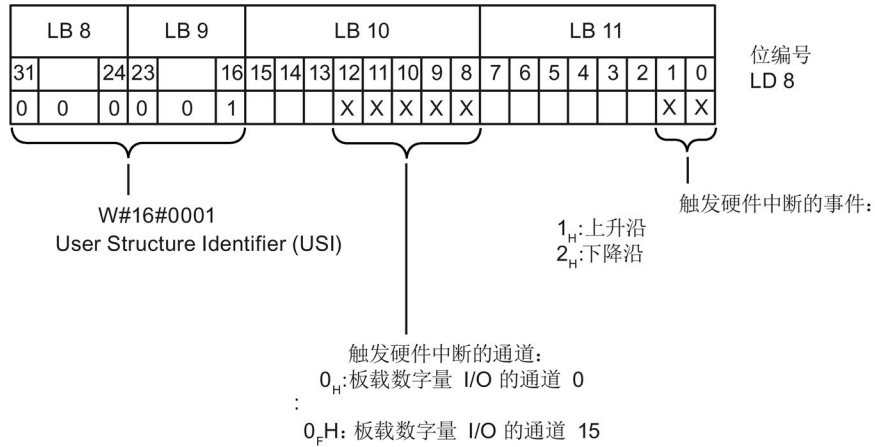 LB 8 LB 9 LB 10 LB 11
31 24 23 16 15 14 13 12 11 10 9 8 7 6 5 4 3 2 1 0
0 0 0 0 0 1 X X X X X X X
位编号
LD 8
W#16#0001
User Structure Identifier (USI)
触发硬件中断的事件：
1H:上升沿
2H:下降沿
触发硬件中断的通道：
0H:板载数字量 I/O 的通道 0
:
0FH: 板载数字量 I/O 的通道 15